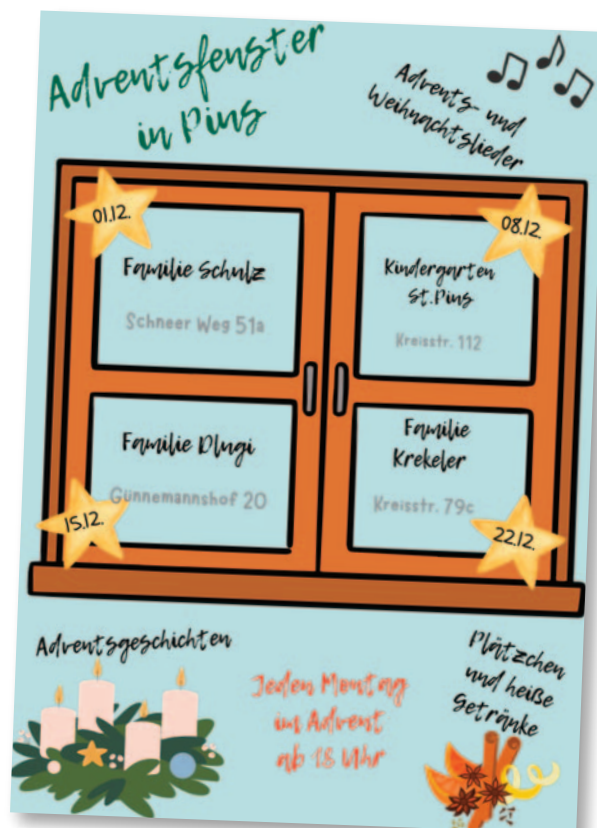 Adventsfenster
in Pius
Advents- und
Weihnachtslieder
01.12.
Familie Schulz
Schneer Weg 51a
08.12.
Kindergarten
St.Pius
Kreisstr. 112
Familie Dlugi
Günnemannshof 20
15.12.
Familie
Krekeler
Kreisstr. 79c
22.12.
Adventsgeschichten
Jeden Montag
im Advent
ab 18 Uhr
Plätzchen
und heiße
Getränke